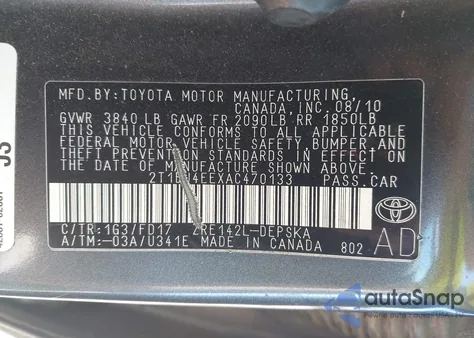 MFD.BY:TOYOTA MOTOR MANUFACTURING,
CANADA, INC. 08/10
GVWR 3840 LB GAWR FR 2090LB RR 1850LB
THIS VEHICLE CONFORMS TO ALL APPLICABLE
FEDERAL MOTOR VEHICLE SAFETY, BUMPER, AND
THEFT PREVENTION STANDARDS IN EFFECT ON
THE DATE OF MANUFACTURE SHOWN ABOVE.
PASS.CAR
C/TR:1G3/FD17 ZRE142L-DEPSKA
A/TM:-03A/U341E MADE IN CANADA 802
AD
TOYOTA
autoSnap